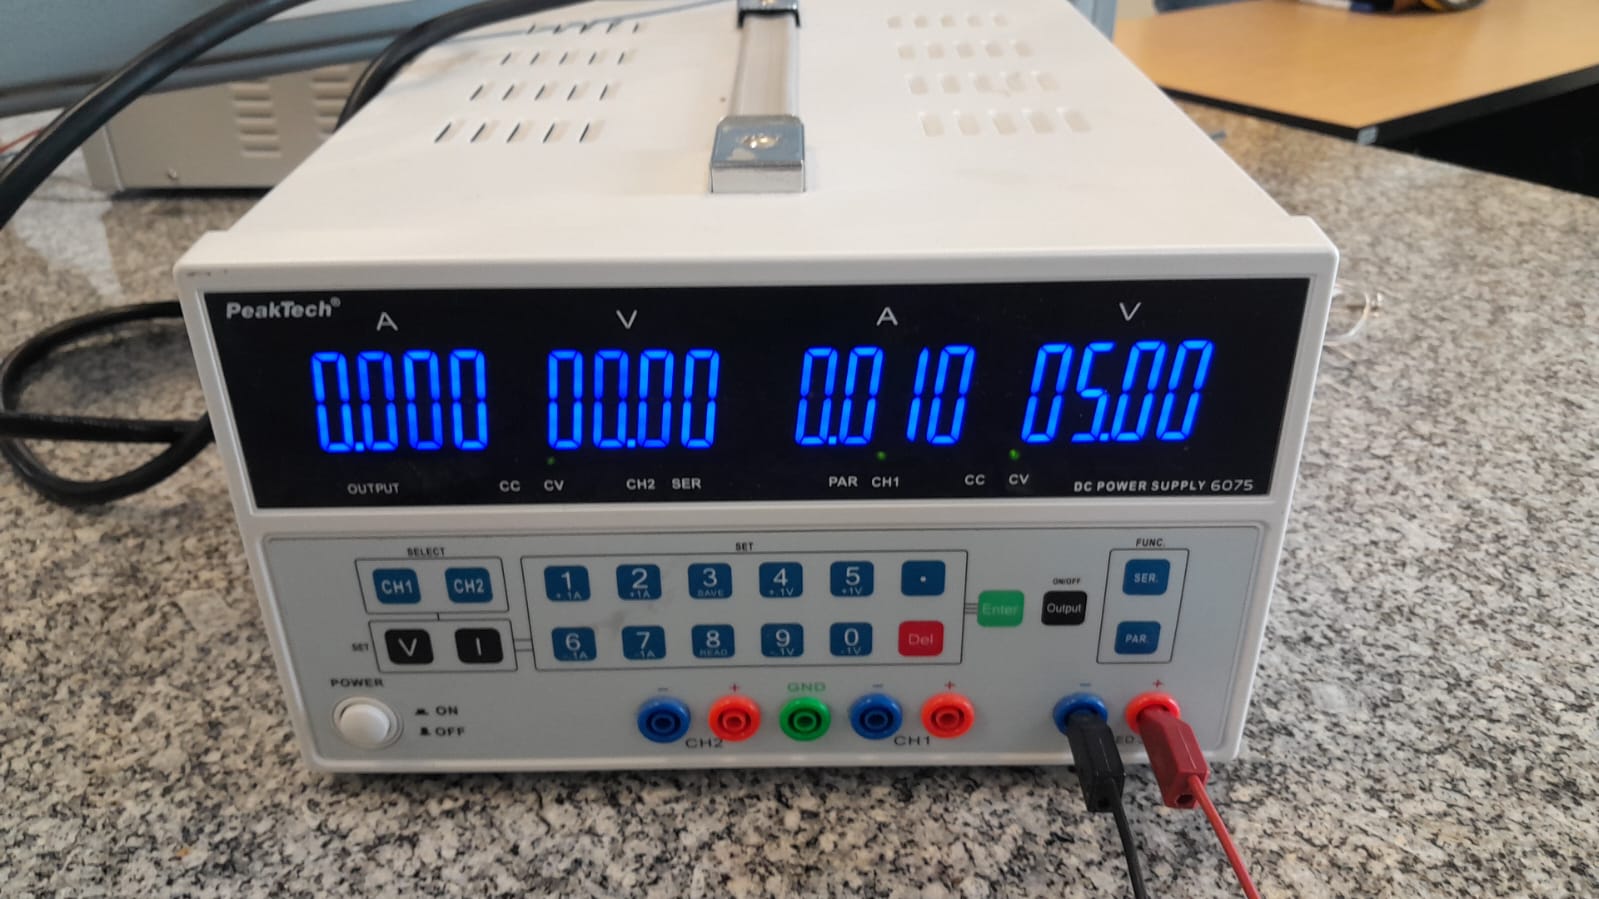 PeakTech®
A V A V
0.000 00.00 0.010 05.00
OUTPUT CC CV CH2 SER PAR CH1 CC CV DC POWER SUPPLY 6075
SELECT
CH1 CH2
SET
V I
SET
1 2 3 4 5 .
+.1A +1A SAVE +.1V +1V
6 7 8 9 0 Del
-.1A -1A READ -.1V -1V
Enter
ON/OFF
Output
FUNC.
SER.
PAR.
POWER
ON
OFF
- + GND - + - +
CH2 CH1